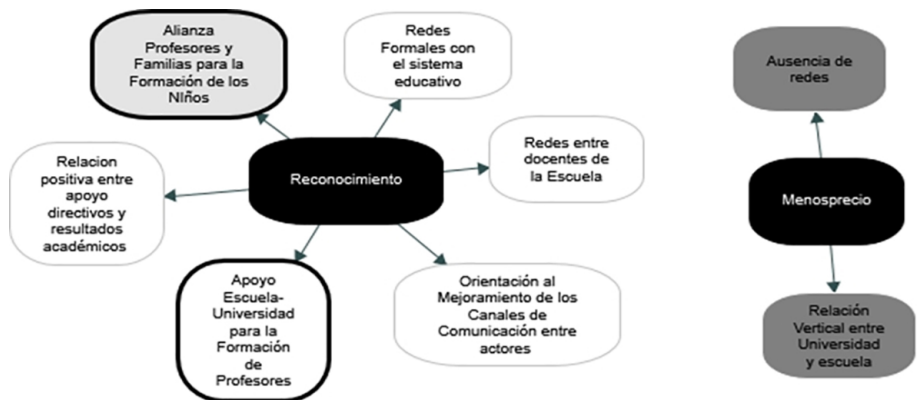 Alianza
Profesores y
Familias para la
Formación de los
NIños
Redes
Formales con
el sistema
educativo
Redes entre
docentes de
la Escuela
Reconocimiento
Relacion
positiva entre
apoyo
directivos y
resultados
académicos
Apoyo
Escuela-
Universidad
para la
Formación
de
Profesores
Orientación al
Mejoramiento de los
Canales de
Comunicación entre
actores
Ausencia de
redes
Menosprecio
Relación
Vertical entre
Universidad
y escuela